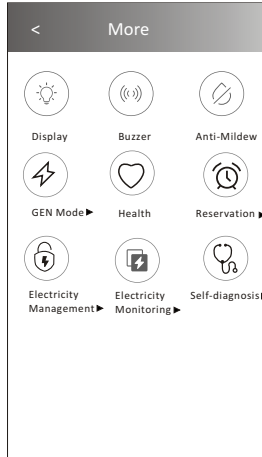 < More
Display Buzzer Anti-Mildew
GEN Mode► Health Reservation►
Electricity Electricity Self-diagnosis►
Management► Monitoring►